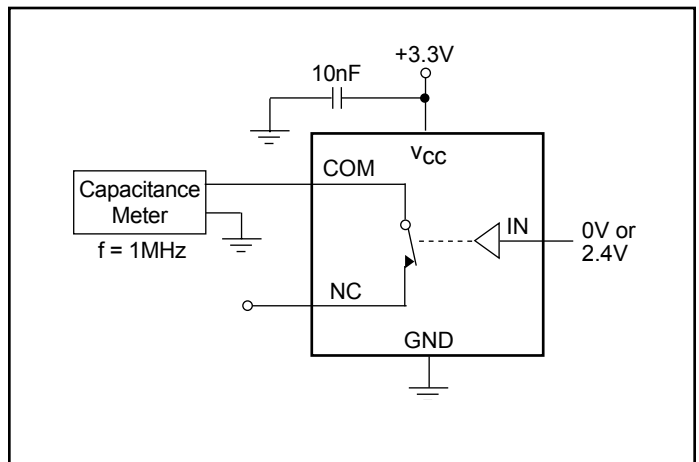 +3.3V
10nF
VCC
COM
Capacitance
Meter
f = 1MHz
IN
0V or
2.4V
NC
GND